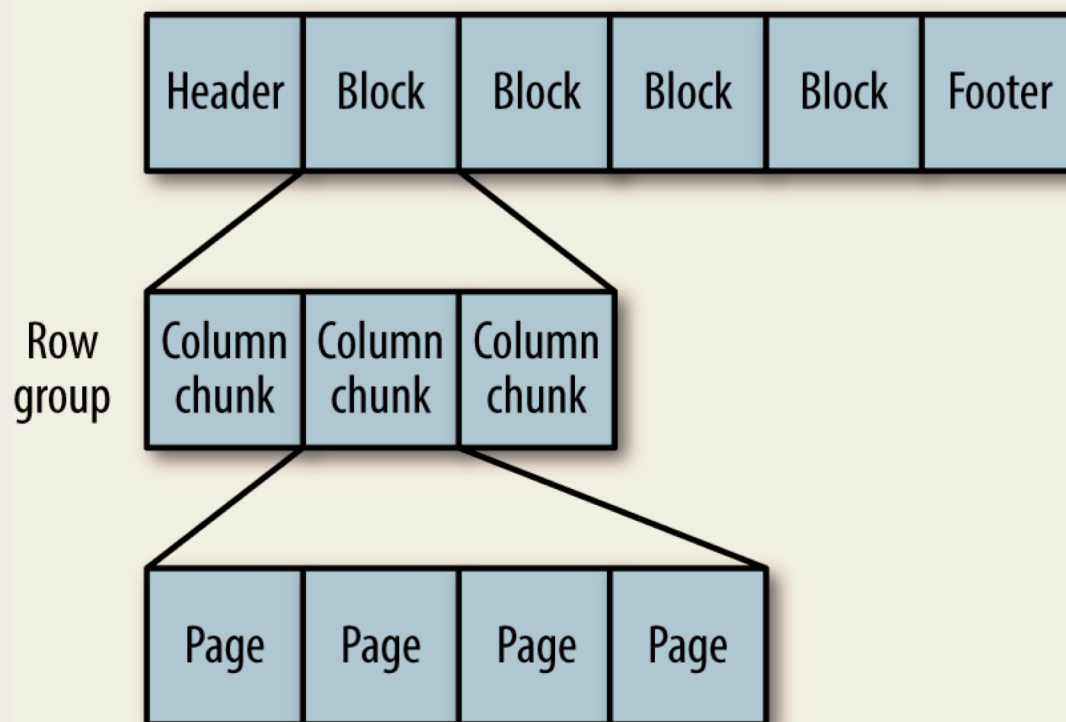 Header Block Block Block Block Footer
Row
group
Column
chunk
Column
chunk
Column
chunk
Page Page Page Page